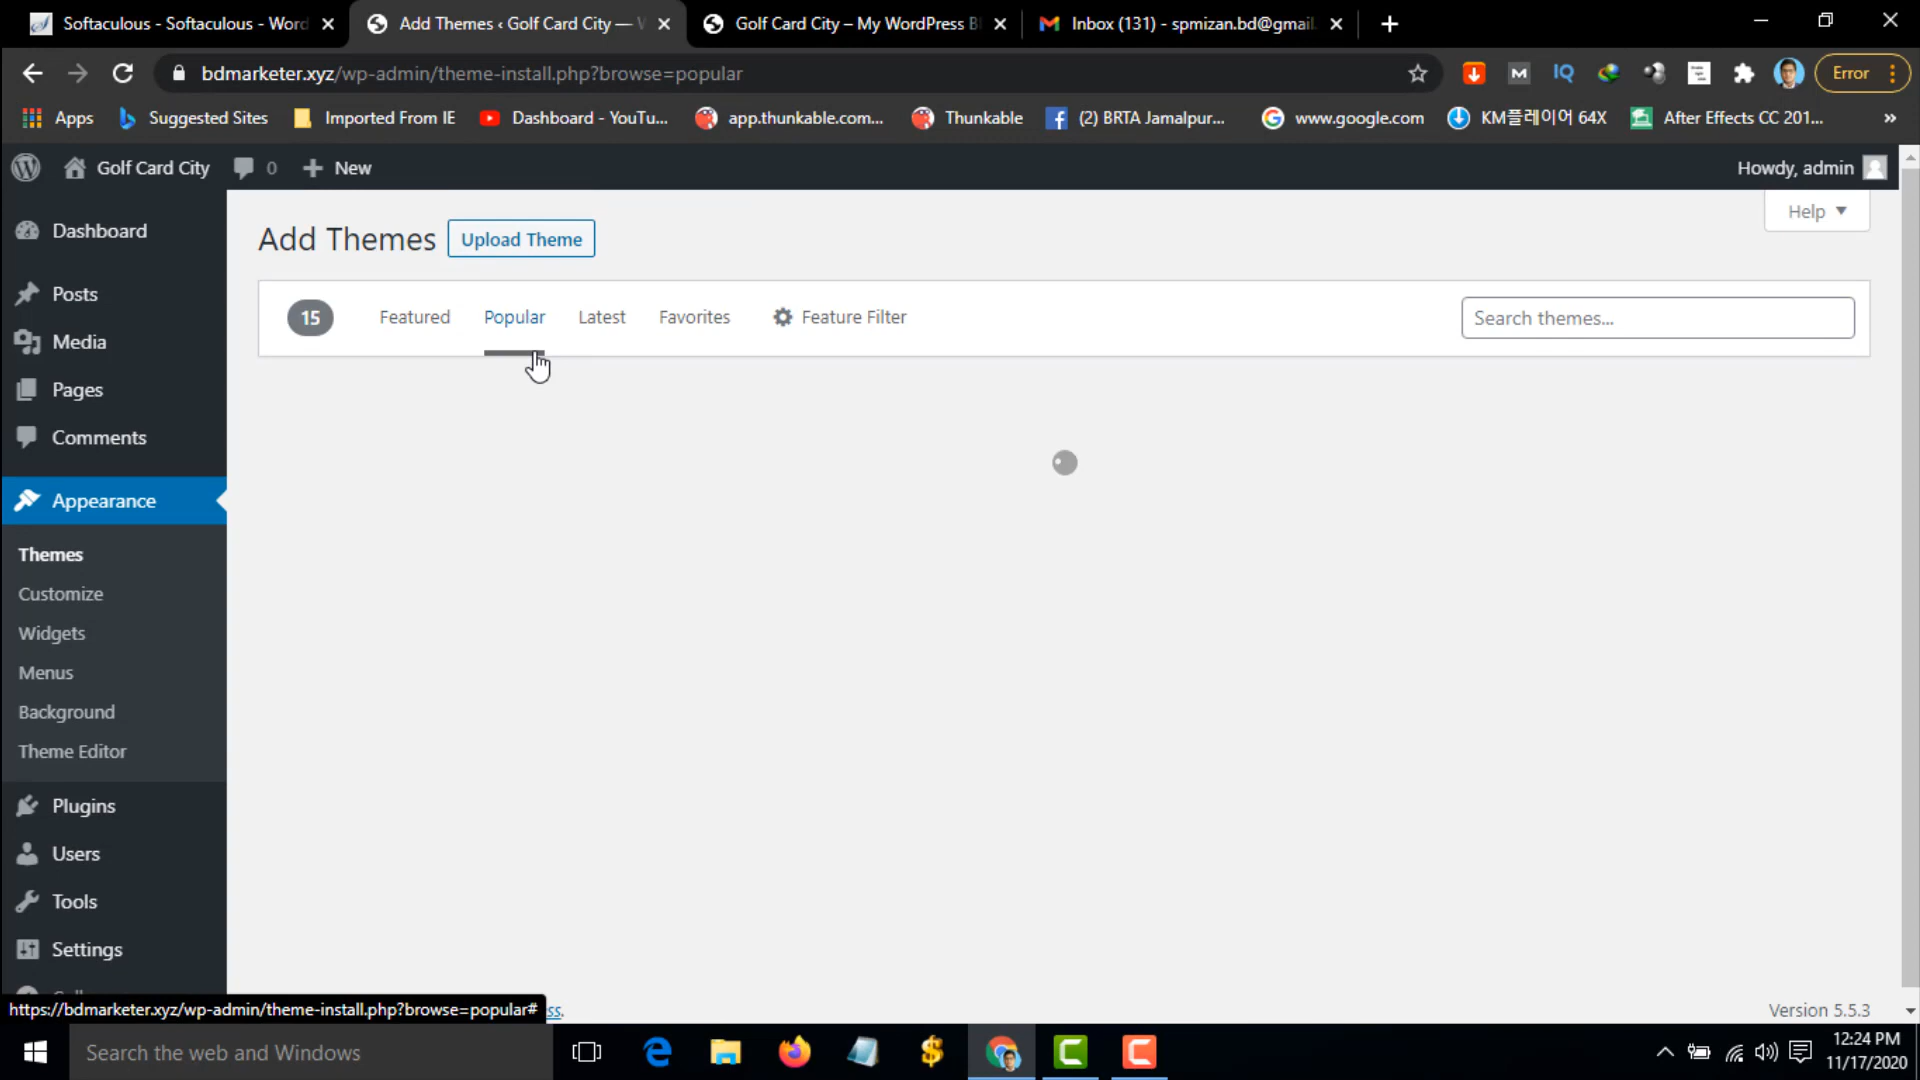 Softaculous - Softaculous - Word
Add Themes ‹ Golf Card City — W
Golf Card City – My WordPress Bl
Inbox (131) - spmizan.bd@gmail.
bdmarketer.xyz/wp-admin/theme-install.php?browse=popular
Error
Apps
Suggested Sites
Imported From IE
Dashboard - YouTu...
app.thunkable.com...
Thunkable
(2) BRTA Jamalpur...
www.google.com
KM플레이어 64X
After Effects CC 201...
»
Golf Card City
0
New
Howdy, admin
Dashboard
Posts
Media
Pages
Comments
Appearance
Themes
Customize
Widgets
Menus
Background
Theme Editor
Plugins
Users
Tools
Settings
Add Themes
Upload Theme
Help
15
Featured
Popular
Latest
Favorites
Feature Filter
Search themes...
https://bdmarketer.xyz/wp-admin/theme-install.php?browse=popular#
ss.
Version 5.5.3
Search the web and Windows
12:24 PM
11/17/2020